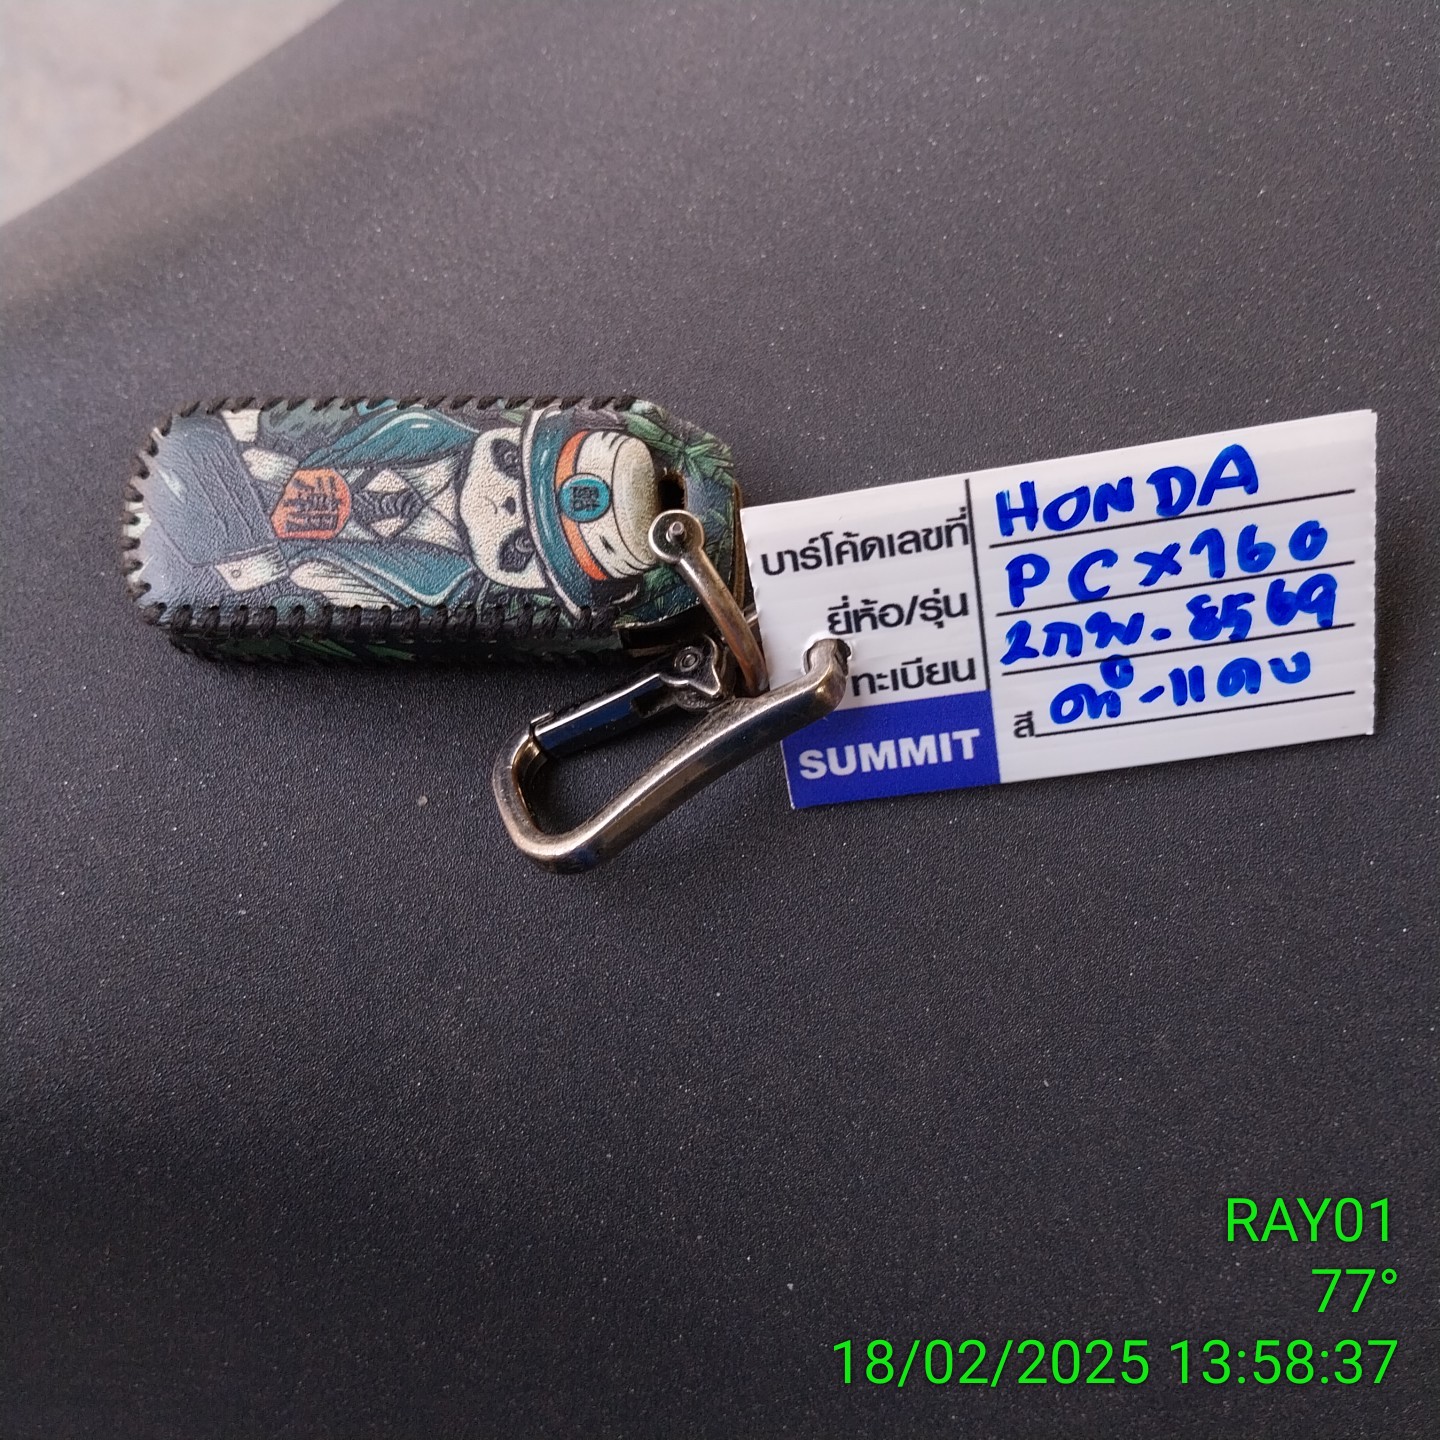 บาร์โค้ดเลขที่ HONDA
ยี่ห้อ/รุ่น PCX160
ทะเบียน 2กพ-8569
สี ดำ-แดง
SUMMIT
RAY01
77°
18/02/2025 13:58:37